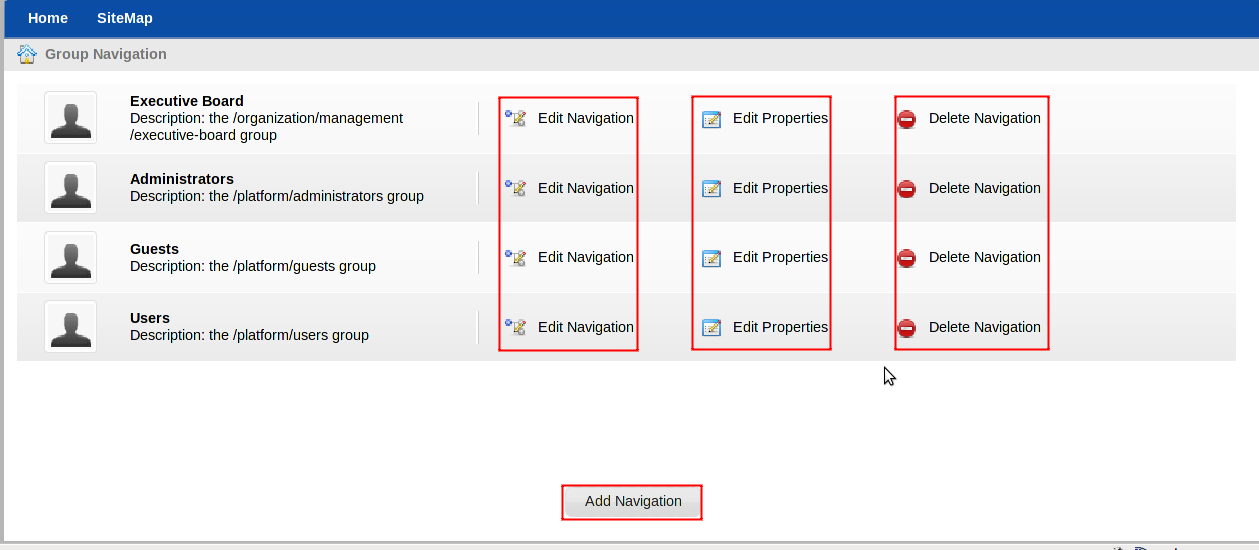 Home SiteMap
Group Navigation
Executive Board
Description: the /organization/management
/executive-board group
Edit Navigation Edit Properties Delete Navigation
Administrators
Description: the /platform/administrators group
Edit Navigation Edit Properties Delete Navigation
Guests
Description: the /platform/guests group
Edit Navigation Edit Properties Delete Navigation
Users
Description: the /platform/users group
Edit Navigation Edit Properties Delete Navigation
Add Navigation